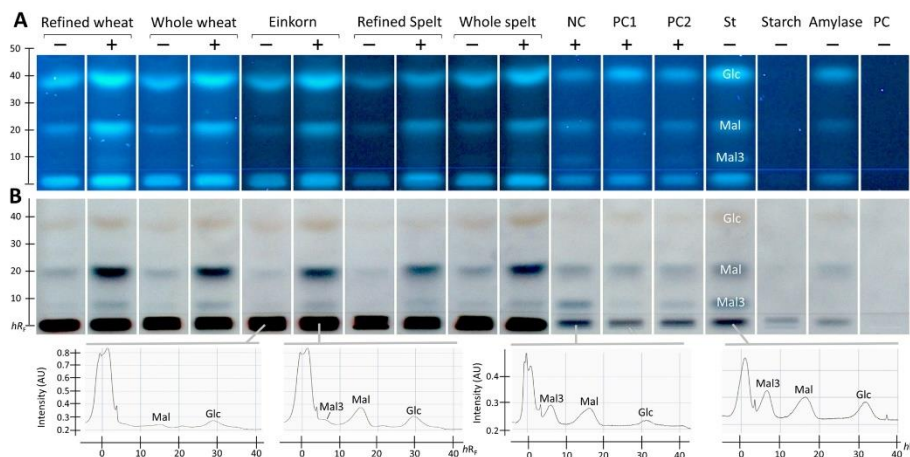 A Refined wheat Whole wheat Einkorn Refined Spelt Whole spelt NC PC1 PC2 St Starch Amylase PC
− + − + − + − + − + + + + − − − −
50
40 Glc
30
20 Mal
10 Mal3
B
40 Glc
30
20 Mal
10 Mal3
hRF
Intensity (AU) 0.8 0.7 0.6 0.5 0.4 0.3 0.2
Mal Glc
0 10 20 30 40
Mal3 Mal Glc
0 10 20 30 40 hRF
Intensity (AU) 0.4 0.3 0.2
Mal3 Mal Glc
0 10 20 30 40
Mal3 Mal Glc
0 10 20 30 40